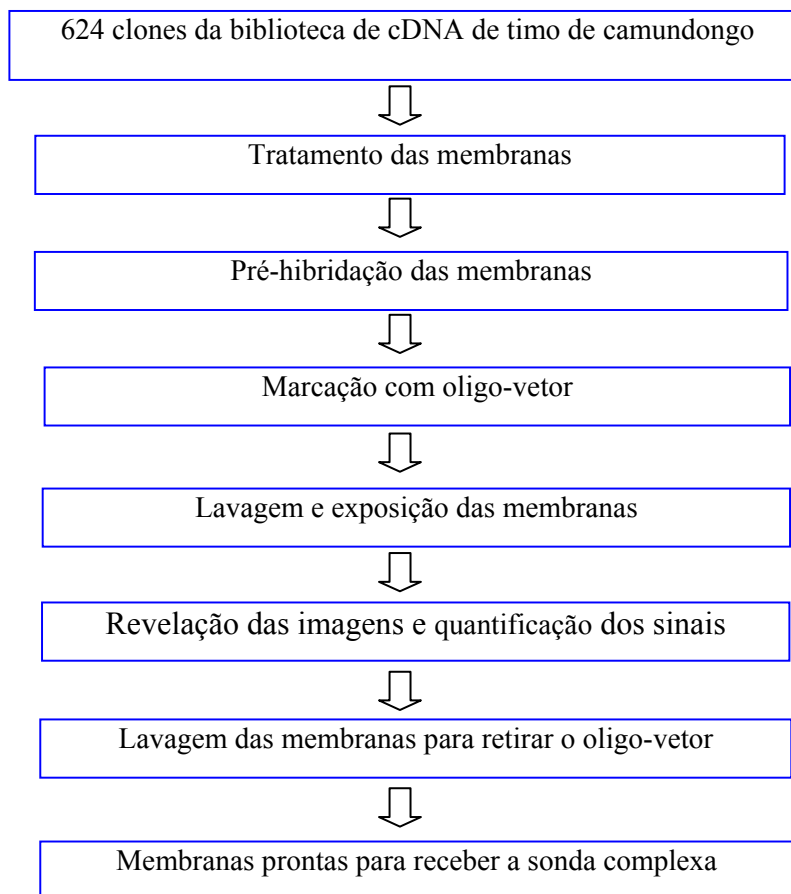 624 clones da biblioteca de cDNA de timo de camundongo
Tratamento das membranas
Pré-hibridação das membranas
Marcação com oligo-vetor
Lavagem e exposição das membranas
Revelação das imagens e quantificação dos sinais
Lavagem das membranas para retirar o oligo-vetor
Membranas prontas para receber a sonda complexa